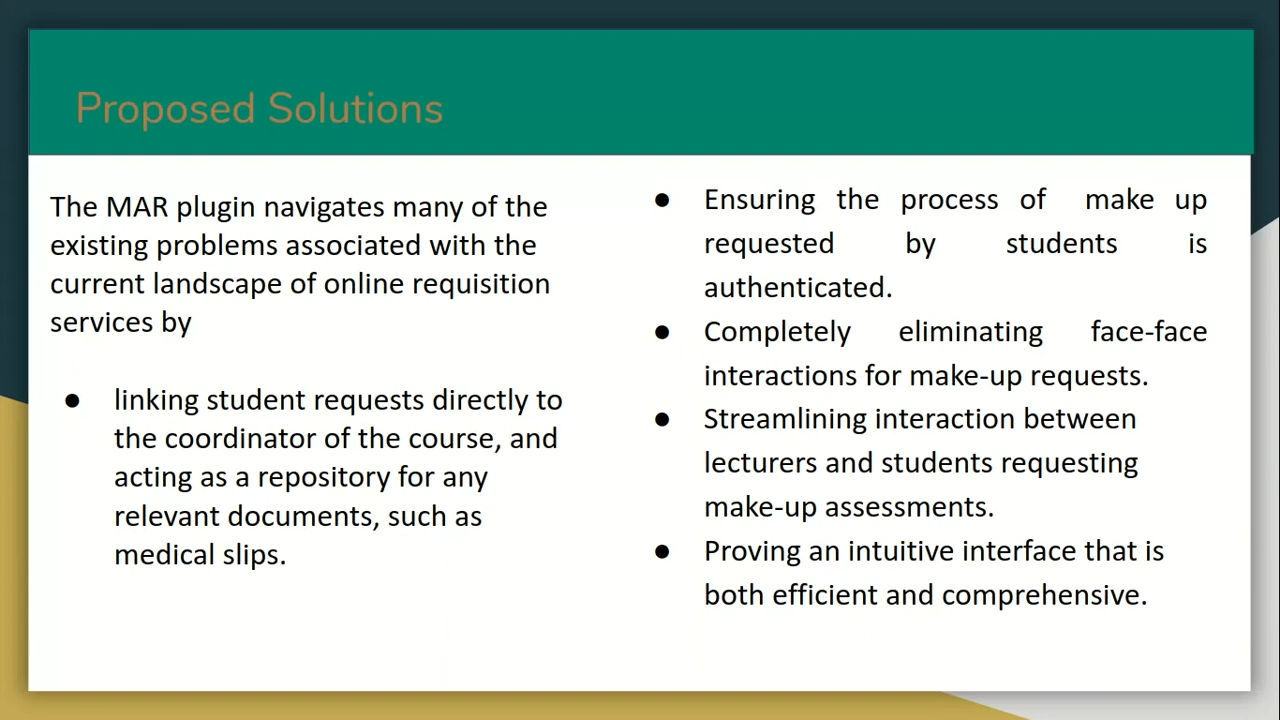 Proposed Solutions
The MAR plugin navigates many of the
existing problems associated with the
current landscape of online requisition
services by
● linking student requests directly to
the coordinator of the course, and
acting as a repository for any
relevant documents, such as
medical slips.
● Ensuring the process of make up
requested by students is
authenticated.
● Completely eliminating face-face
interactions for make-up requests.
● Streamlining interaction between
lecturers and students requesting
make-up assessments.
● Proving an intuitive interface that is
both efficient and comprehensive.